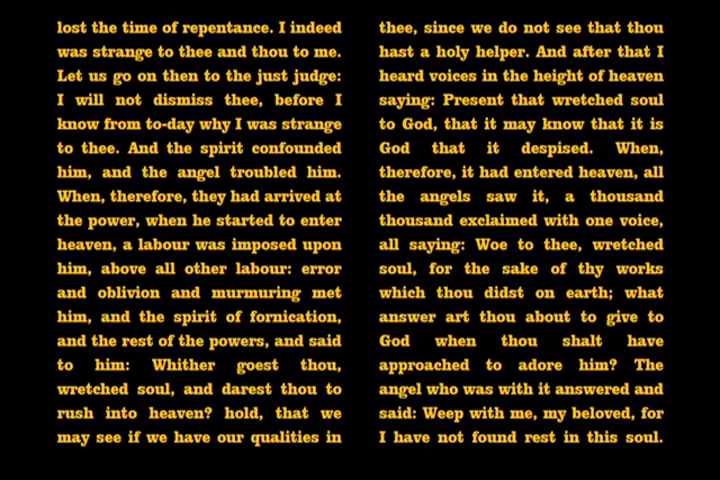 lost the time of repentance. I indeed
was strange to thee and thou to me.
Let us go on then to the just judge:
I will not dismiss thee, before I
know from to-day why I was strange
to thee. And the spirit confounded
him, and the angel troubled him.
When, therefore, they had arrived at
the power, when he started to enter
heaven, a labour was imposed upon
him, above all other labour: error
and oblivion and murmuring met
him, and the spirit of fornication,
and the rest of the powers, and said
to him: Whither goest thou,
wretched soul, and darest thou to
rush into heaven? hold, that we
may see if we have our qualities in
thee, since we do not see that thou
hast a holy helper. And after that I
heard voices in the height of heaven
saying: Present that wretched soul
to God, that it may know that it is
God that it despised. When,
therefore, it had entered heaven, all
the angels saw it, a thousand
thousand exclaimed with one voice,
all saying: Woe to thee, wretched
soul, for the sake of thy works
which thou didst on earth; what
answer art thou about to give to
God when thou shalt have
approached to adore him? The
angel who was with it answered and
said: Weep with me, my beloved, for
I have not found rest in this soul.